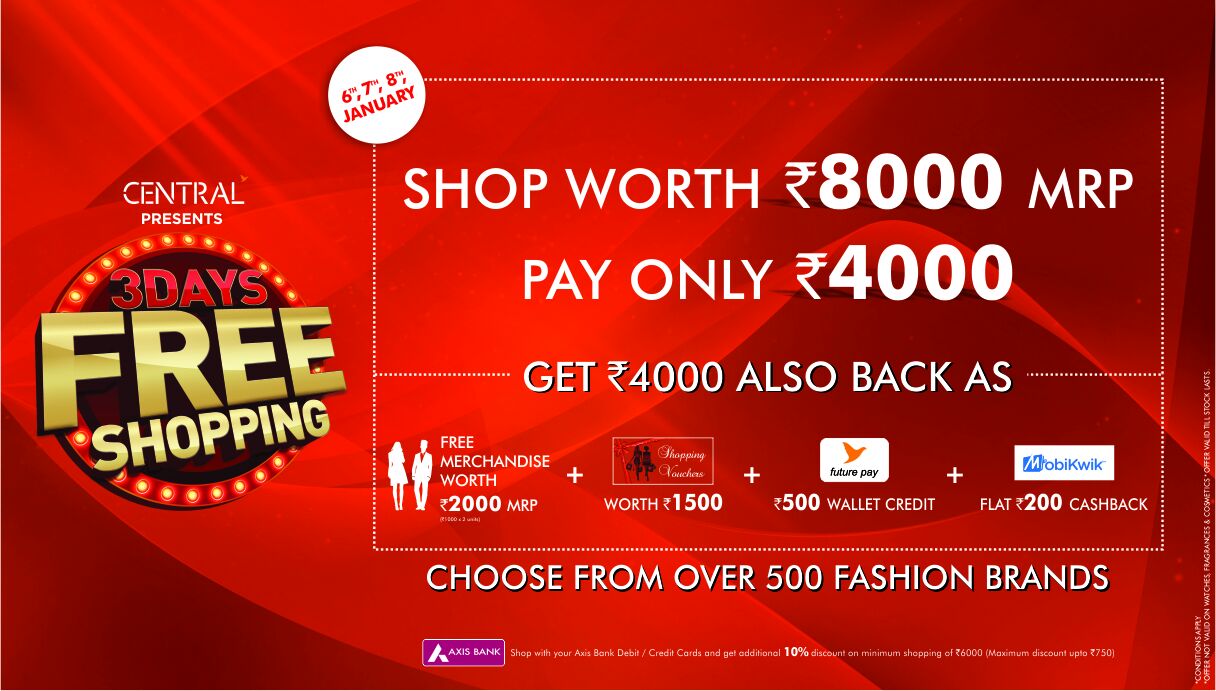 6TH, 7TH, 8TH,
JANUARY
CENTRAL
PRESENTS
3DAYS
FREE
SHOPPING
SHOP WORTH ₹8000 MRP
PAY ONLY ₹4000
GET ₹4000 ALSO BACK AS
FREE
MERCHANDISE
WORTH
₹2000 MRP
(₹1000 x 2 units)
+
Shopping
Vouchers
WORTH ₹1500
+
future pay
₹500 WALLET CREDIT
+
MobiKwik
FLAT ₹200 CASHBACK
CHOOSE FROM OVER 500 FASHION BRANDS
AXIS BANK Shop with your Axis Bank Debit / Credit Cards and get additional 10% discount on minimum shopping of ₹6000 (Maximum discount upto ₹750)
*CONDITIONS APPLY
*OFFER NOT VALID ON WATCHES, FRAGRANCES & COSMETICS *OFFER VALID TILL STOCK LASTS.